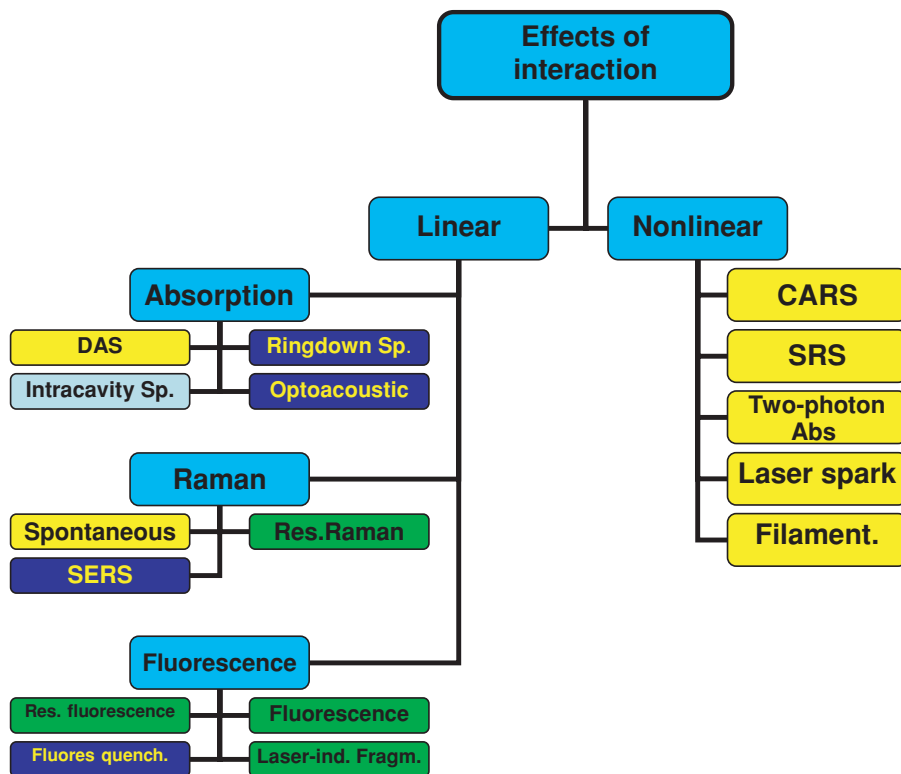 Effects of
interaction
Linear
Nonlinear
Absorption
DAS
Ringdown Sp.
Intracavity Sp.
Optoacoustic
Raman
Spontaneous
Res.Raman
SERS
Fluorescence
Res. fluorescence
Fluorescence
Fluores quench.
Laser-ind. Fragm.
CARS
SRS
Two-photon
Abs
Laser spark
Filament.